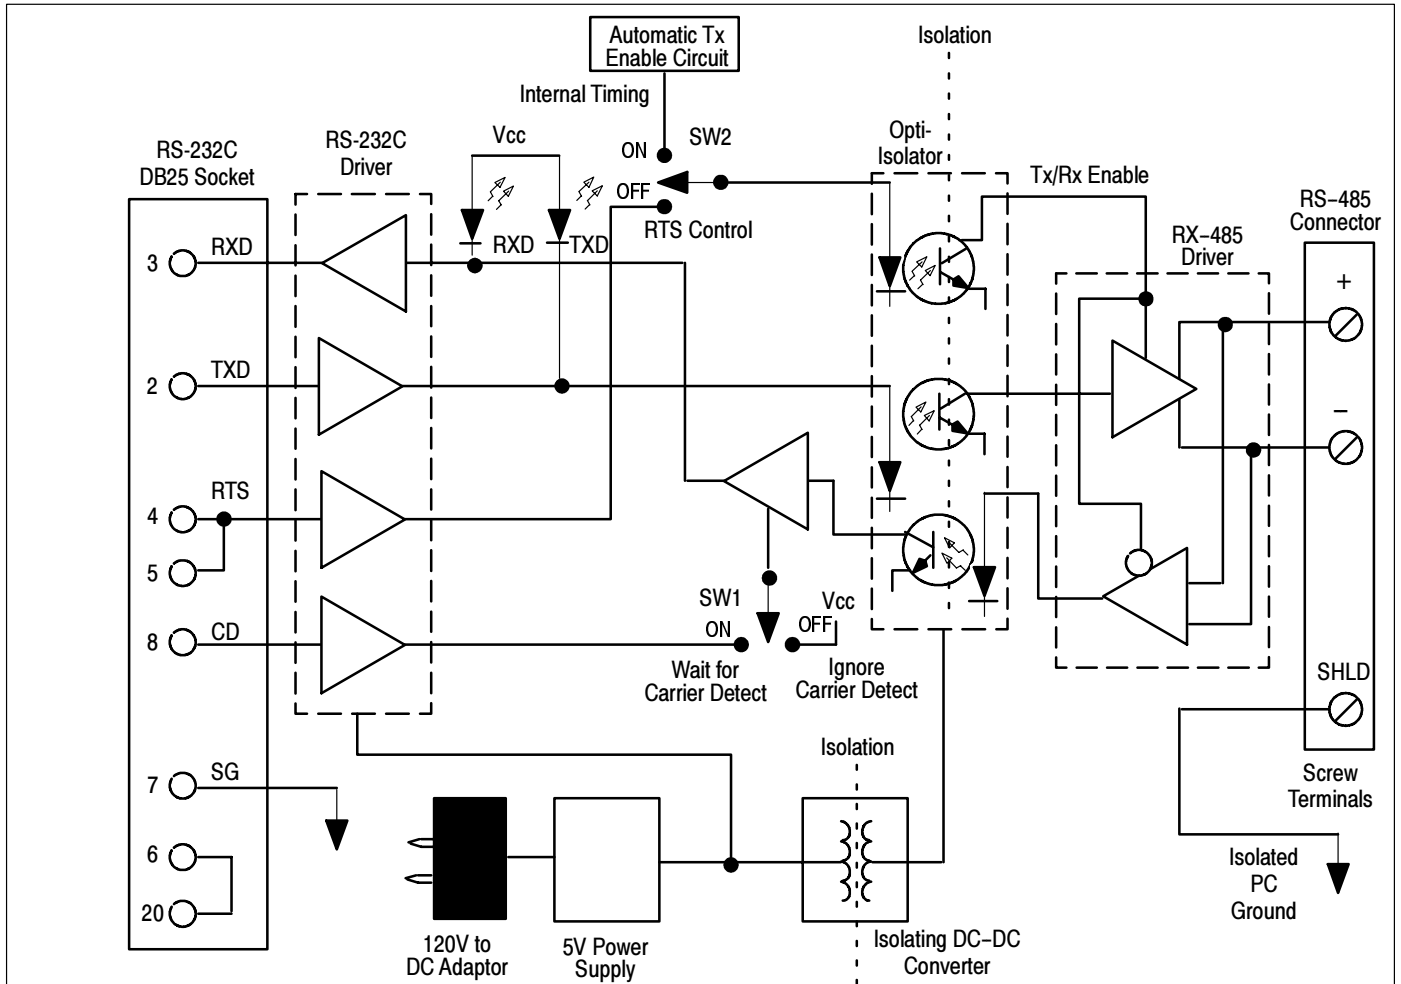 Automatic Tx
Enable Circuit
Isolation
Internal Timing
Vcc
SW2
Opti-
Isolator
RS-232C
DB25 Socket
RS-232C
Driver
ON
OFF
RTS Control
Tx/Rx Enable
RS-485
Connector
RX-485
Driver
3
RXD
RXD
TXD
+
2
TXD
−
4
RTS
5
8
CD
SW1
ON
OFF
Vcc
Wait for
Carrier Detect
Ignore
Carrier Detect
SHLD
7
SG
Isolation
Screw
Terminals
6
20
Isolated
PC
Ground
120V to
DC Adaptor
5V Power
Supply
Isolating DC-DC
Converter